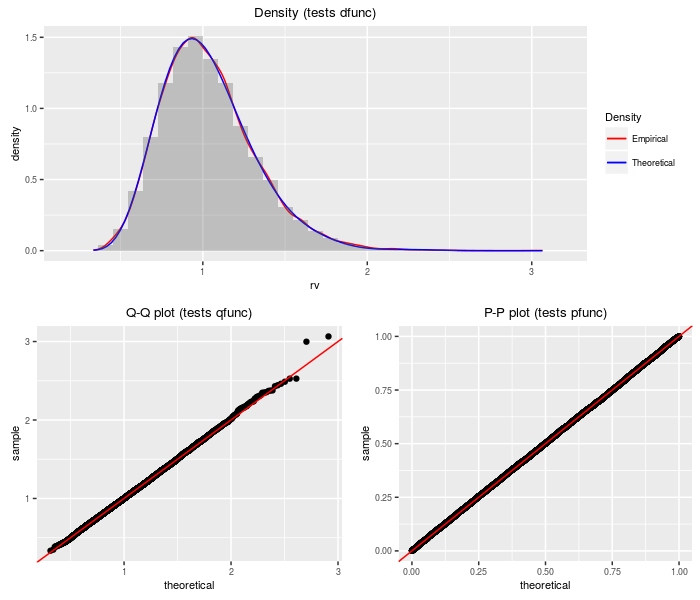 Density (tests dfunc)
1.5
1.0
0.5
0.0
density
1
2
3
rv
Density
Empirical
Theoretical
Q-Q plot (tests qfunc)
3
2
1
sample
1
2
3
theoretical
P-P plot (tests pfunc)
1.00
0.75
0.50
0.25
0.00
sample
0.00
0.25
0.50
0.75
1.00
theoretical